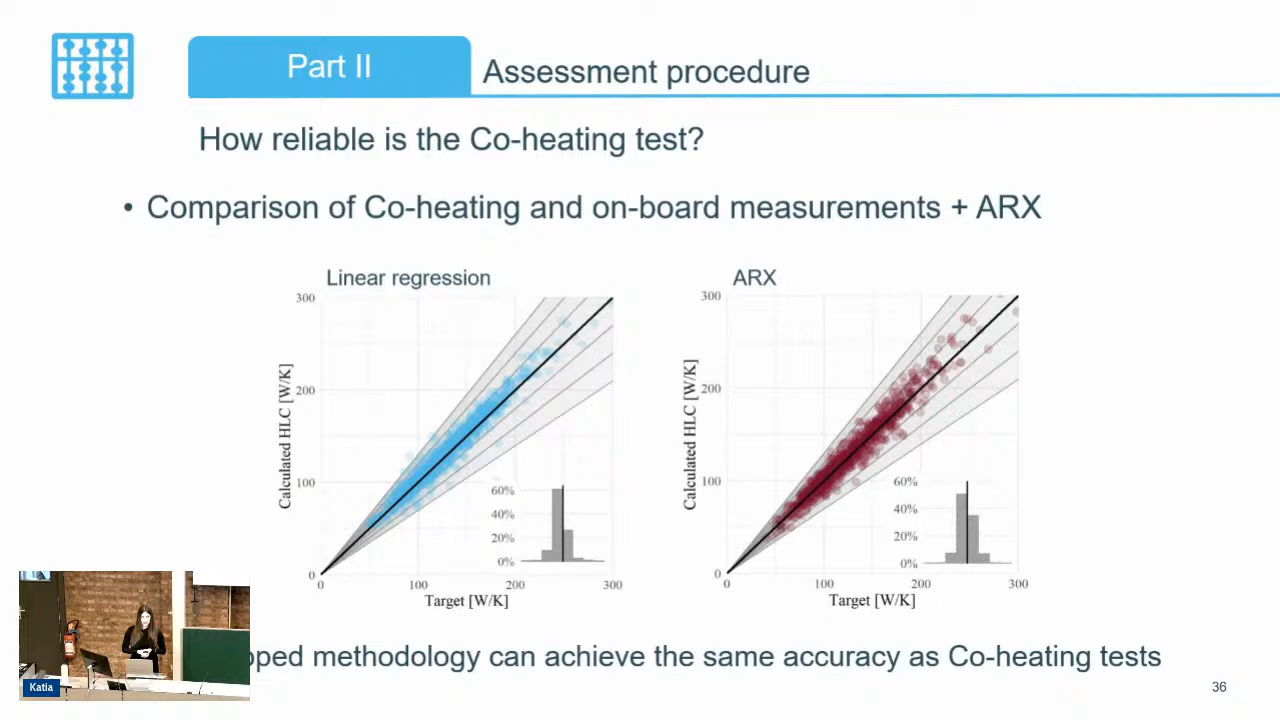 Part II
Assessment procedure
How reliable is the Co-heating test?
• Comparison of Co-heating and on-board measurements + ARX
Linear regression
300
200
100
0
0
100
200
300
Calculated HLC [W/K]
Target [W/K]
60%
40%
20%
0%
ARX
300
200
100
0
0
100
200
300
Calculated HLC [W/K]
Target [W/K]
60%
40%
20%
0%
methodology can achieve the same accuracy as Co-heating tests
Katia
36